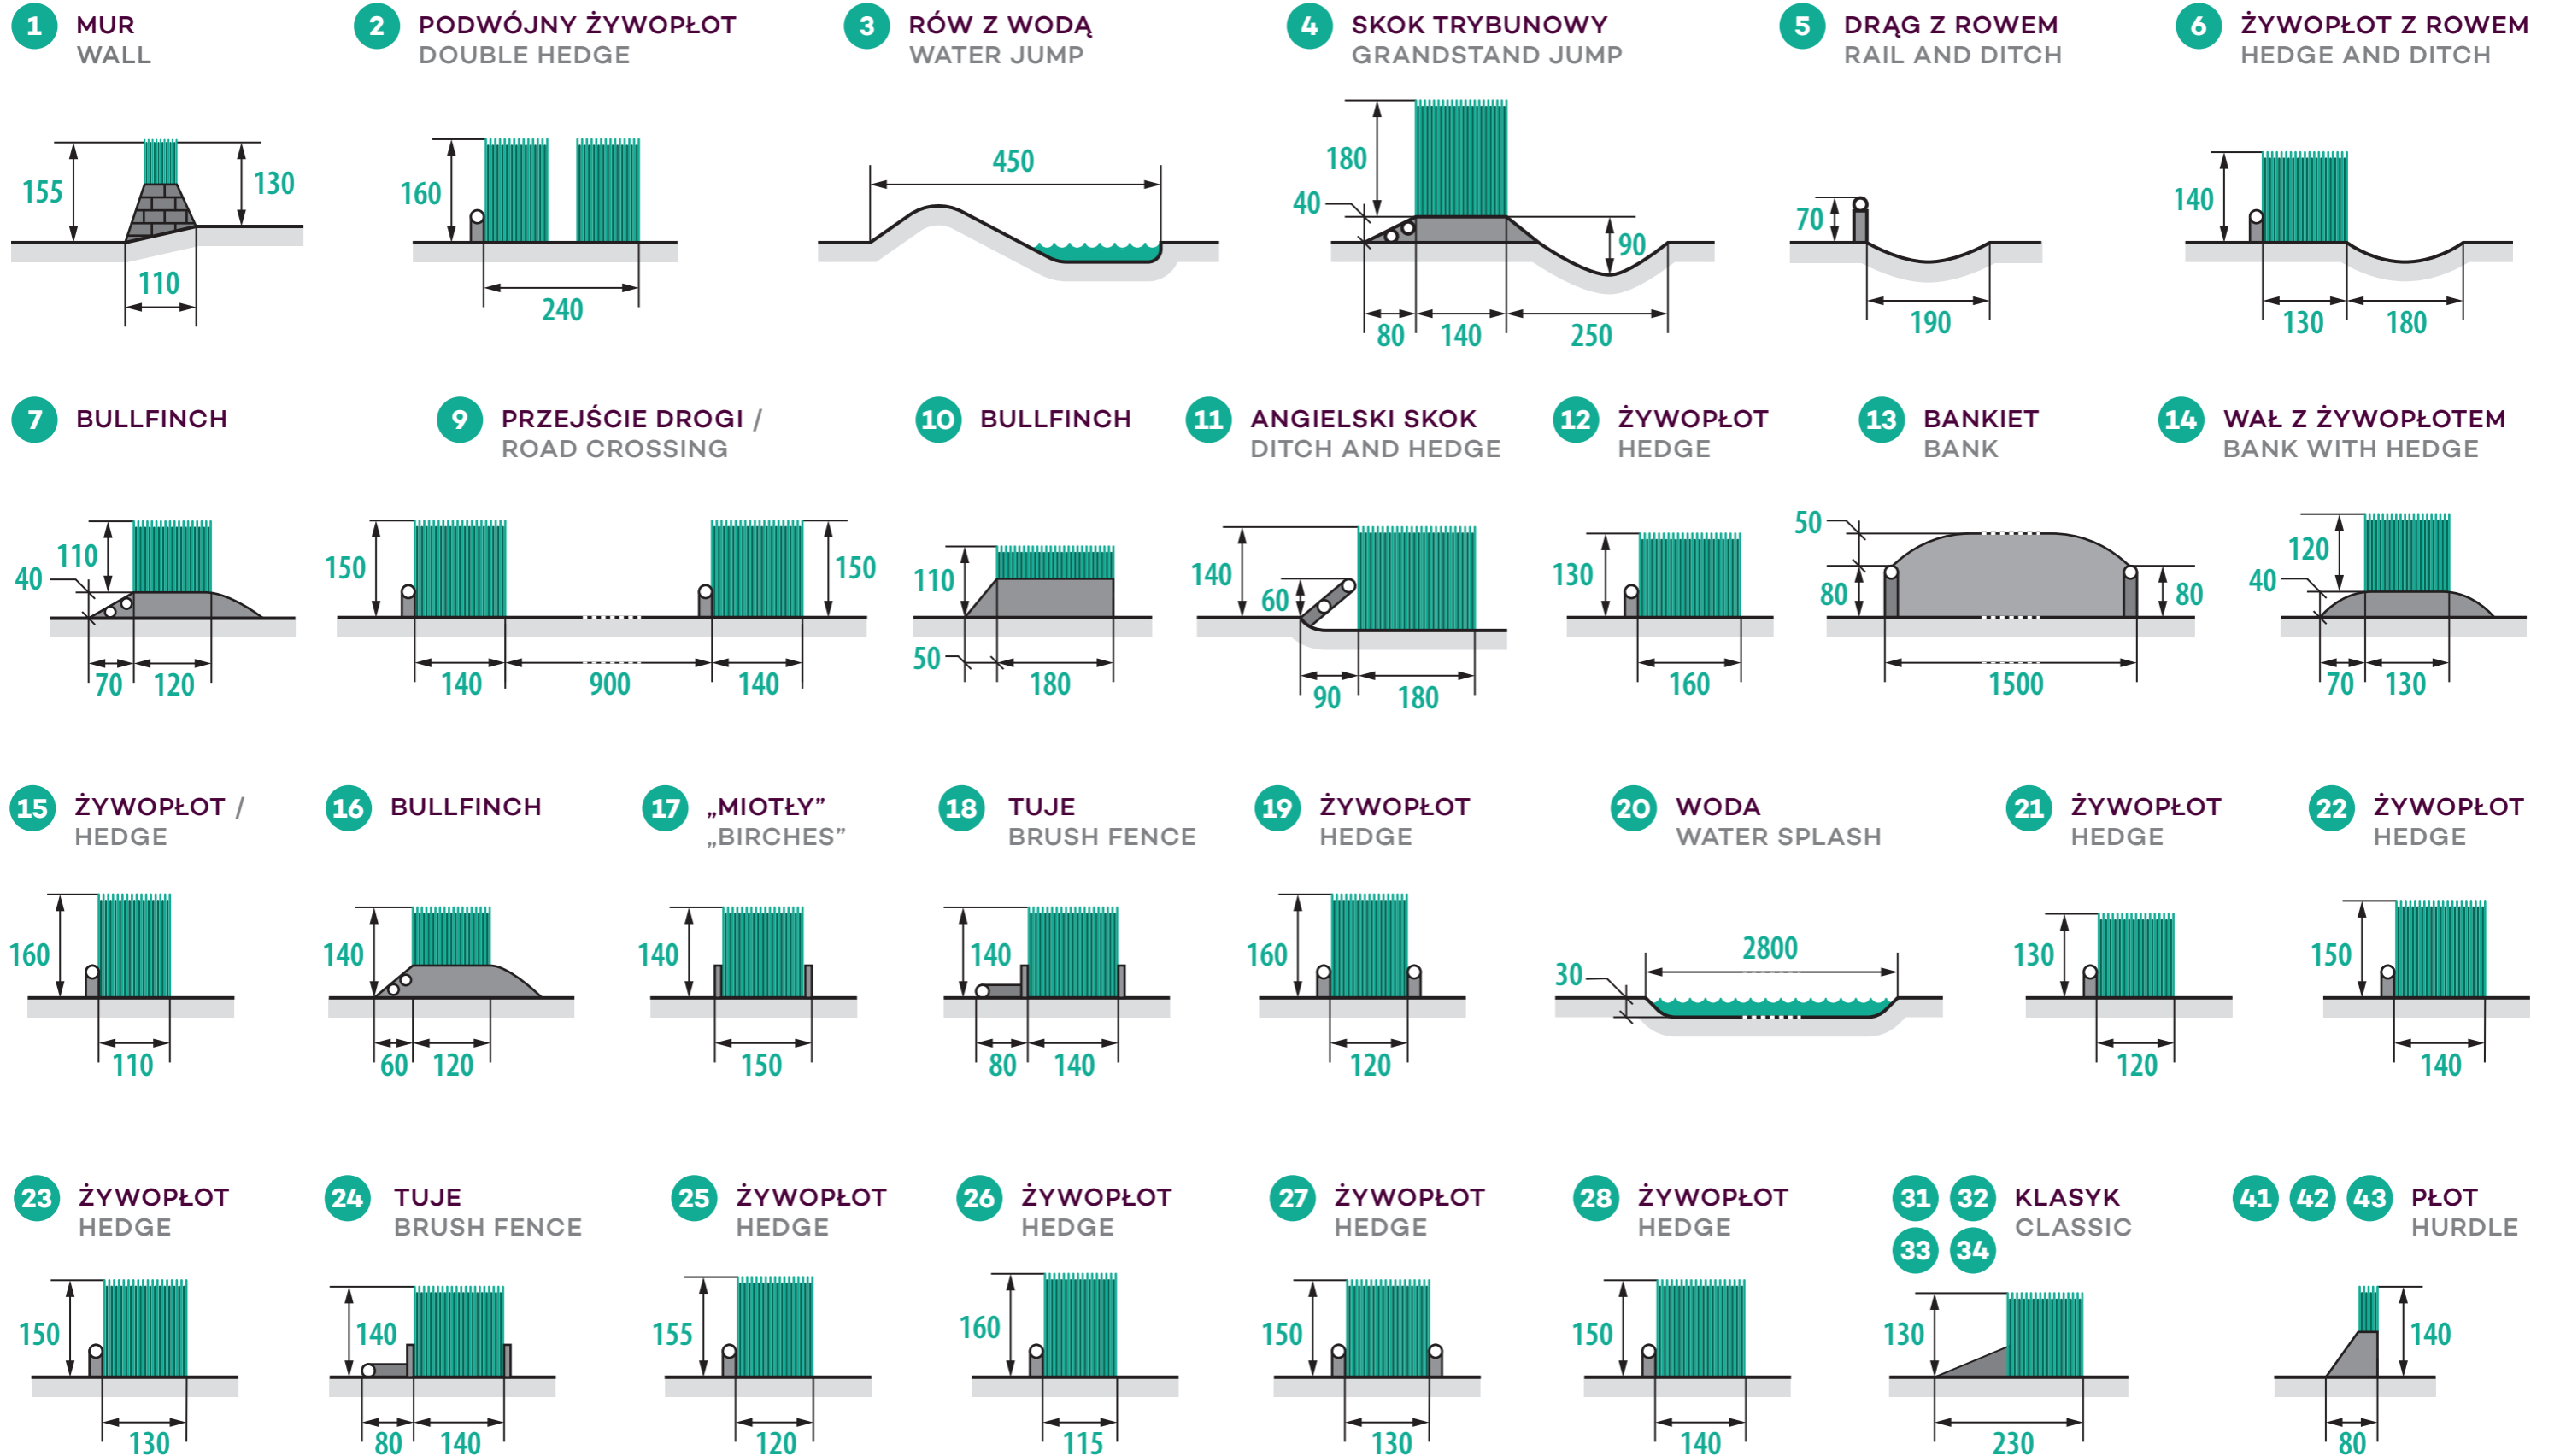 1 MUR
WALL
2 PODWÓJNY ŻYWOPŁOT
DOUBLE HEDGE
3 RÓW Z WODĄ
WATER JUMP
4 SKOK TRYBUNOWY
GRANDSTAND JUMP
5 DRĄG Z ROWEM
RAIL AND DITCH
6 ŻYWOPŁOT Z ROWEM
HEDGE AND DITCH
155
130
110
160
240
450
180
40
90
80 140 250
70
190
140
130 180
7 BULLFINCH
9 PRZEJŚCIE DROGI /
ROAD CROSSING
10 BULLFINCH
11 ANGIELSKI SKOK
DITCH AND HEDGE
12 ŻYWOPŁOT
HEDGE
13 BANKIET
BANK
14 WAŁ Z ŻYWOPŁOTEM
BANK WITH HEDGE
110
40
70 120
150
150
140 900 140
110
50 180
140
60
90 180
130
160
50
80
80
1500
120
40
70 130
15 ŻYWOPŁOT /
HEDGE
16 BULLFINCH
17 „MIOTŁY”
„BIRCHES”
18 TUJE
BRUSH FENCE
19 ŻYWOPŁOT
HEDGE
20 WODA
WATER SPLASH
21 ŻYWOPŁOT
HEDGE
22 ŻYWOPŁOT
HEDGE
160
110
140
60 120
140
150
140
80 140
160
120
2800
30
130
120
150
140
23 ŻYWOPŁOT
HEDGE
24 TUJE
BRUSH FENCE
25 ŻYWOPŁOT
HEDGE
26 ŻYWOPŁOT
HEDGE
27 ŻYWOPŁOT
HEDGE
28 ŻYWOPŁOT
HEDGE
31 32 KLASYK
CLASSIC
33 34
41 42 43 PŁOT
HURDLE
150
130
140
80 140
155
120
160
115
150
130
150
140
130
230
140
80